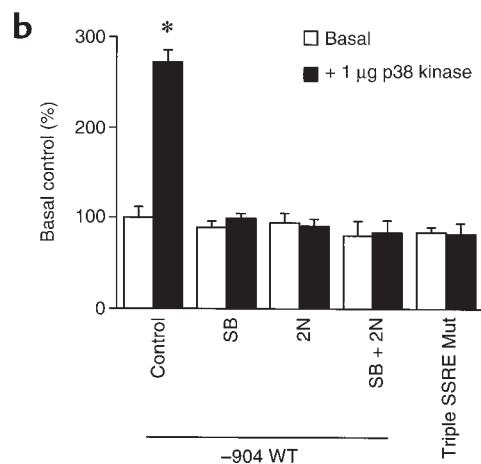 b
300
200
100
0
Basal control (%)
*
Basal
+ 1 µg p38 kinase
Control
SB
2N
SB + 2N
Triple SSRE Mut
–904 WT